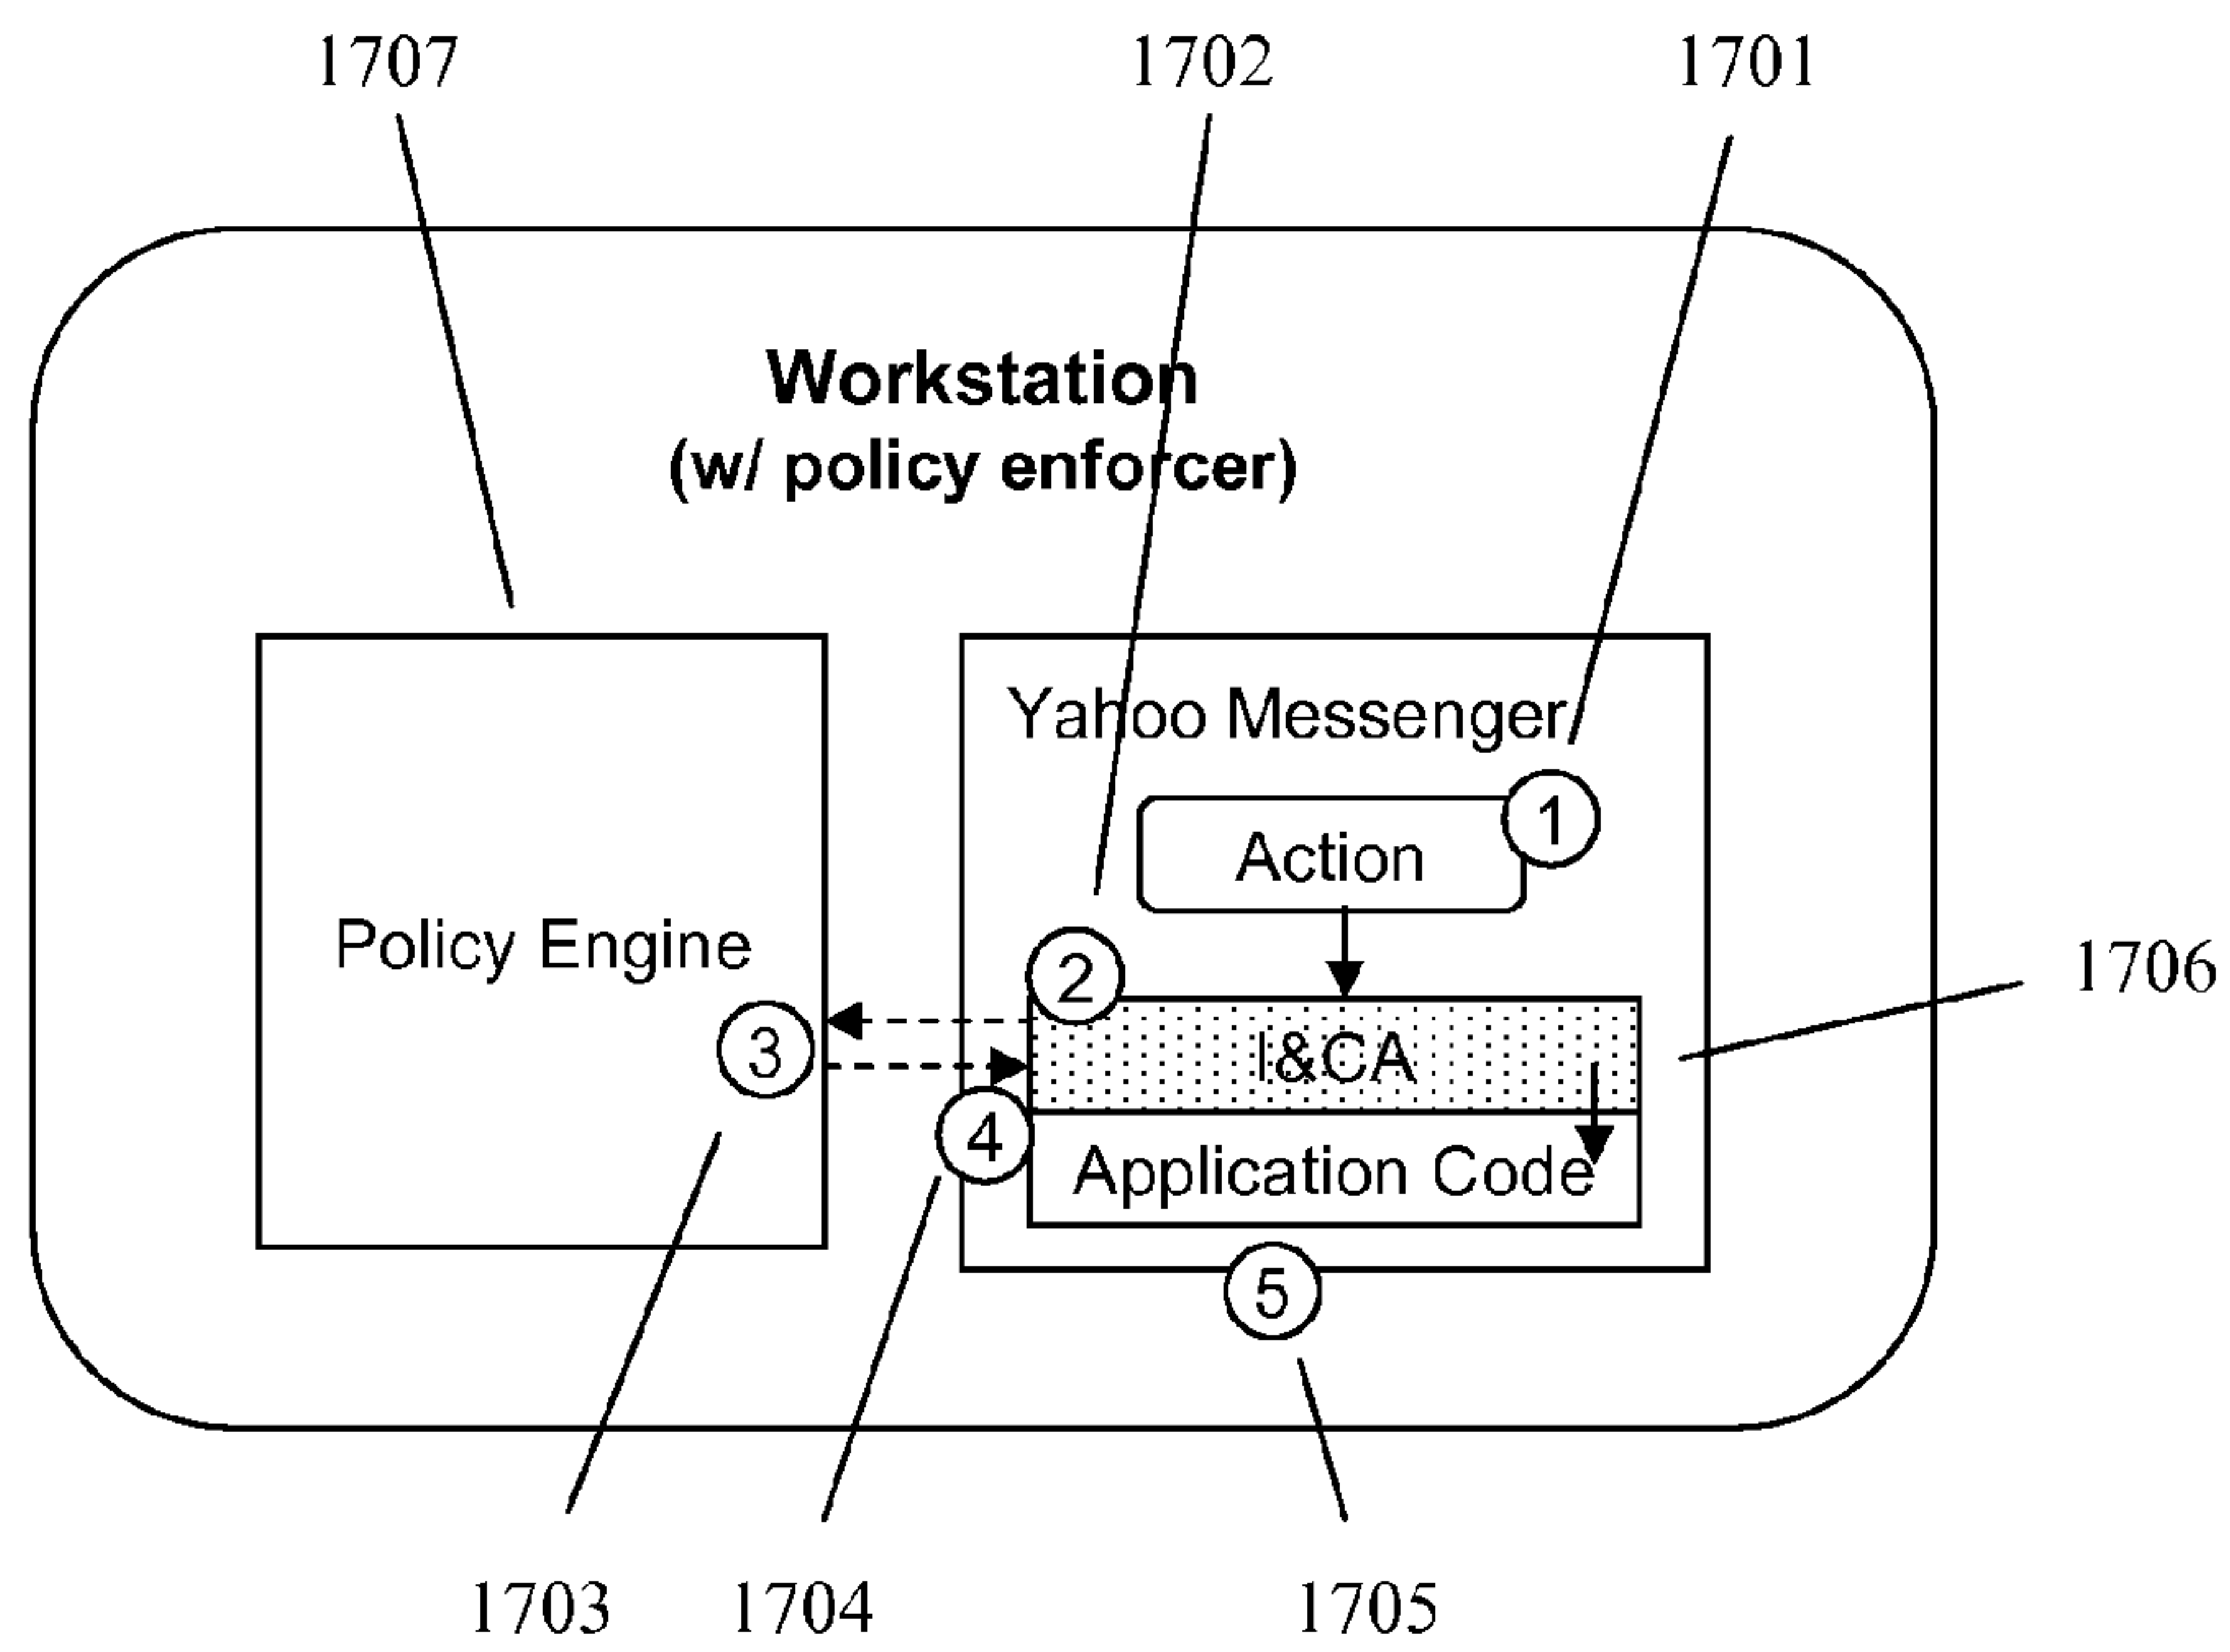 1707
1702
1701
Workstation
(w/ policy enforcer)
Yahoo Messenger
1
Action
Policy Engine
2
1706
3
I&CA
4
Application Code
5
1703
1704
1705